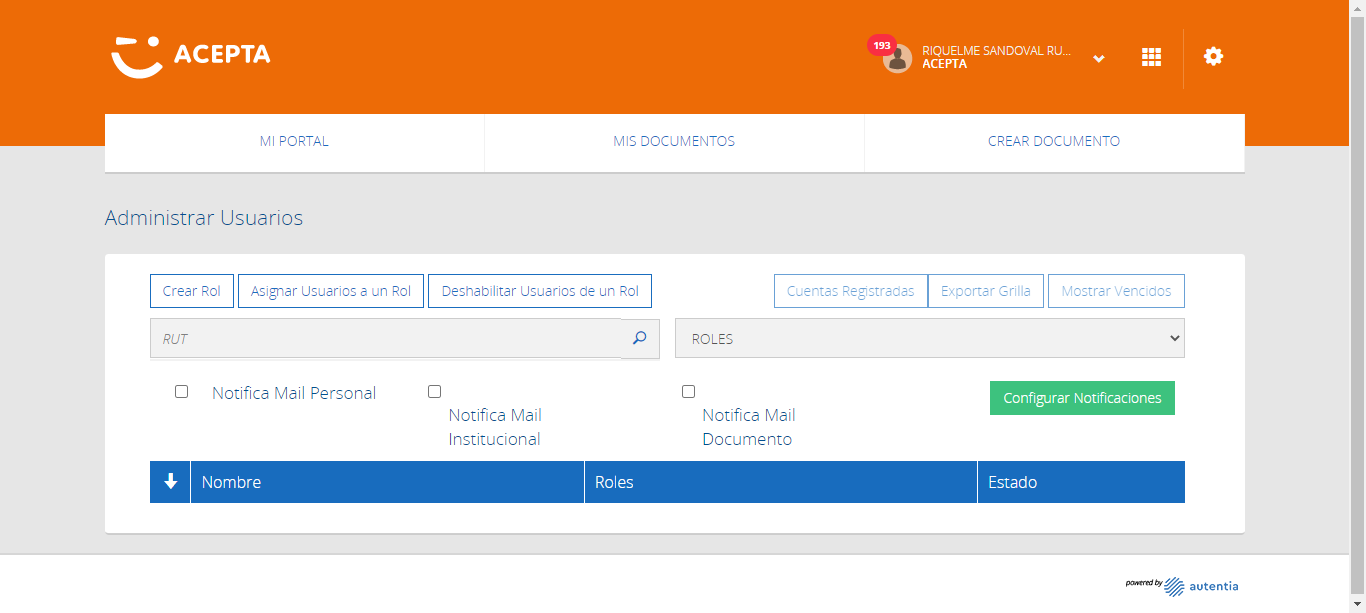 ACEPTA
193
RIQUELME SANDOVAL RU...
ACEPTA
MI PORTAL
MIS DOCUMENTOS
CREAR DOCUMENTO
Administrar Usuarios
Crear Rol
Asignar Usuarios a un Rol
Deshabilitar Usuarios de un Rol
Cuentas Registradas
Exportar Grilla
Mostrar Vencidos
RUT
ROLES
Notifica Mail Personal
Notifica Mail
Institucional
Notifica Mail
Documento
Configurar Notificaciones
Nombre
Roles
Estado
powered by
autentia